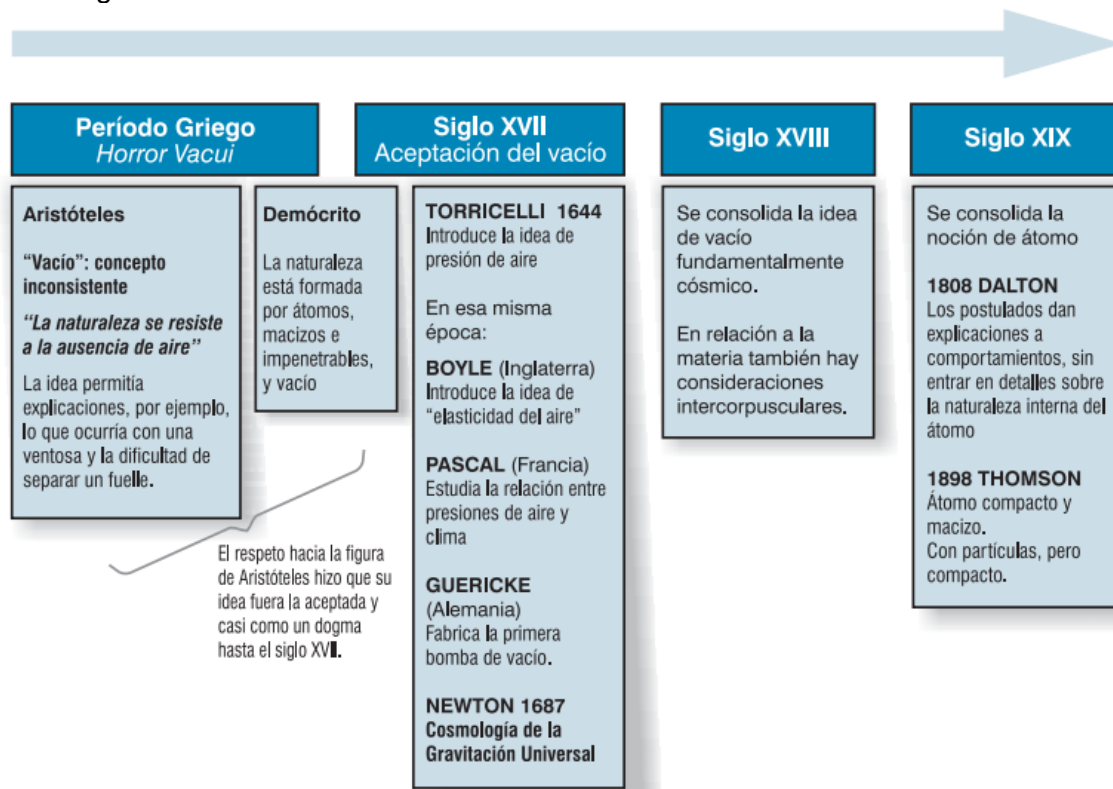 Período Griego
Horror Vacui
Aristóteles
"Vacío": concepto
inconsistente
"La naturaleza se resiste
a la ausencia de aire"
La idea permitía
explicaciones, por ejemplo,
lo que ocurría con una
ventosa y la dificultad de
separar un fuelle.
Demócrito
La naturaleza
está formada
por átomos,
macizos e
impenetrables,
y vacío
El respeto hacia la figura
de Aristóteles hizo que su
idea fuera la aceptada y
casi como un dogma
hasta el siglo XVII.
Siglo XVII
Aceptación del vacío
TORRICELLI 1644
Introduce la idea de
presión de aire
En esa misma
época:
BOYLE (Inglaterra)
Introduce la idea de
"elasticidad del aire"
PASCAL (Francia)
Estudia la relación entre
presiones de aire y
clima
GUERICKE
(Alemania)
Fabrica la primera
bomba de vacío.
NEWTON 1687
Cosmología de la
Gravitación Universal
Siglo XVIII
Se consolida la idea
de vacío
fundamentalmente
cósmico.
En relación a la
materia también hay
consideraciones
intercorpusculares.
Siglo XIX
Se consolida la
noción de átomo
1808 DALTON
Los postulados dan
explicaciones a
comportamientos, sin
entrar en detalles sobre
la naturaleza interna del
átomo
1898 THOMSON
Átomo compacto y
macizo.
Con partículas, pero
compacto.